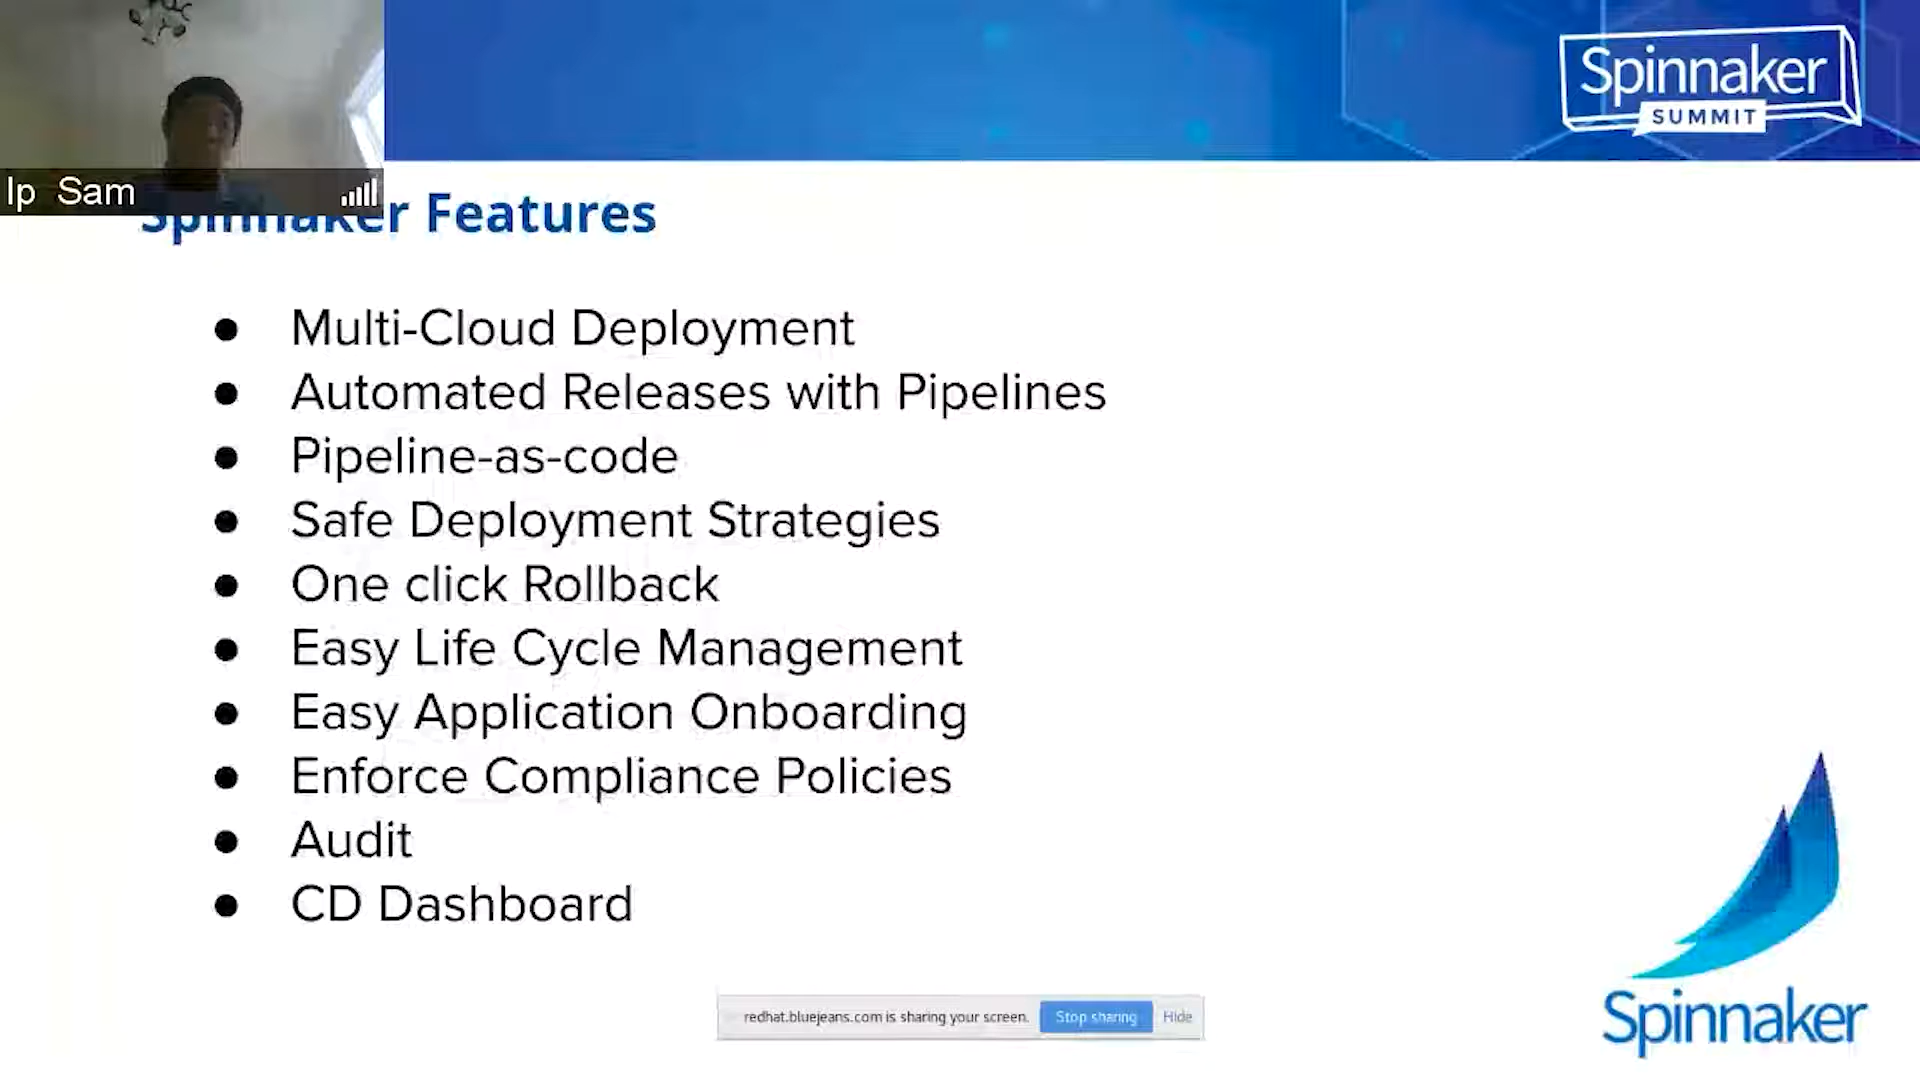 Spinnaker
SUMMIT
Ip Sam
Spinnaker Features
● Multi-Cloud Deployment
● Automated Releases with Pipelines
● Pipeline-as-code
● Safe Deployment Strategies
● One click Rollback
● Easy Life Cycle Management
● Easy Application Onboarding
● Enforce Compliance Policies
● Audit
● CD Dashboard
redhat.bluejeans.com is sharing your screen. Stop sharing Hide
Spinnaker